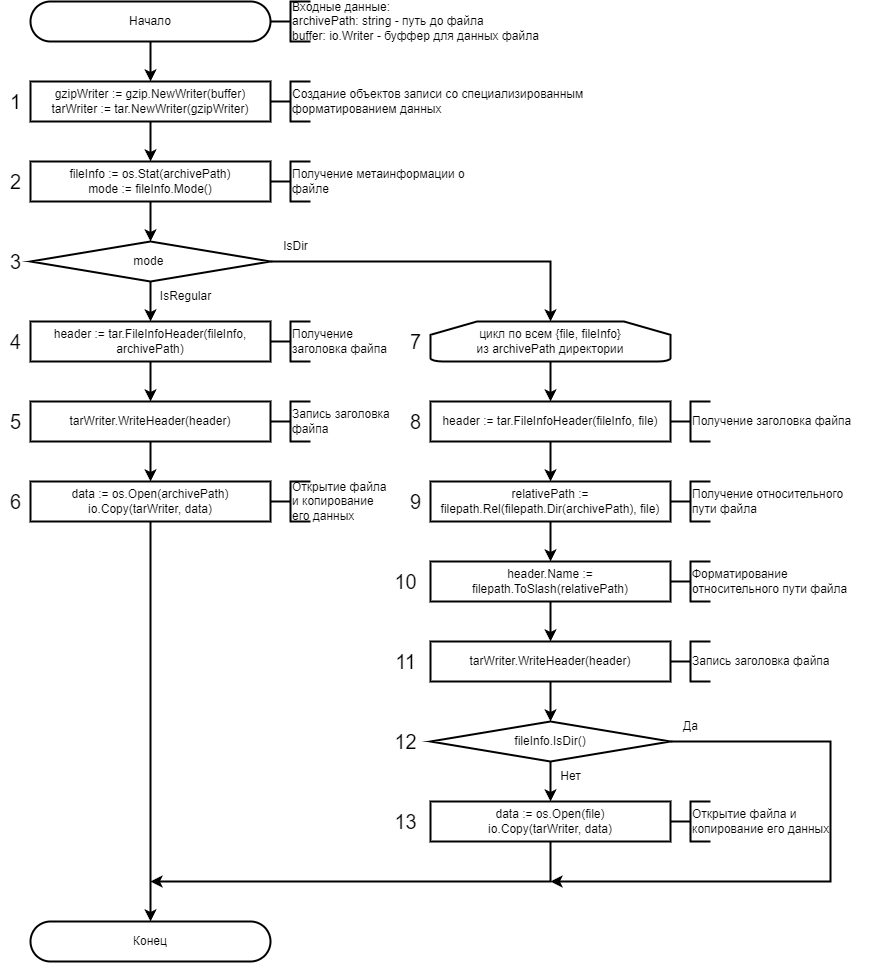 Начало
Входные данные:
archivePath: string - путь до файла
buffer: io.Writer - буффер для данных файла
1
gzipWriter := gzip.NewWriter(buffer)
tarWriter := tar.NewWriter(gzipWriter)
Создание объектов записи со специализированным
форматированием данных
2
fileInfo := os.Stat(archivePath)
mode := fileInfo.Mode()
Получение метаинформации о
файле
3
mode
IsDir
IsRegular
4
header := tar.FileInfoHeader(fileInfo,
archivePath)
Получение
заголовка файла
7
цикл по всем {file, fileInfo}
из archivePath директории
5
tarWriter.WriteHeader(header)
Запись заголовка
файла
8
header := tar.FileInfoHeader(fileInfo, file)
Получение заголовка файла
6
data := os.Open(archivePath)
io.Copy(tarWriter, data)
Открытие файла
и копирование
его данных
9
relativePath :=
filepath.Rel(filepath.Dir(archivePath), file)
Получение относительного
пути файла
10
header.Name :=
filepath.ToSlash(relativePath)
Форматирование
относительного пути файла
11
tarWriter.WriteHeader(header)
Запись заголовка файла
12
fileInfo.IsDir()
Да
Нет
13
data := os.Open(file)
io.Copy(tarWriter, data)
Открытие файла и
копирование его данных
Конец